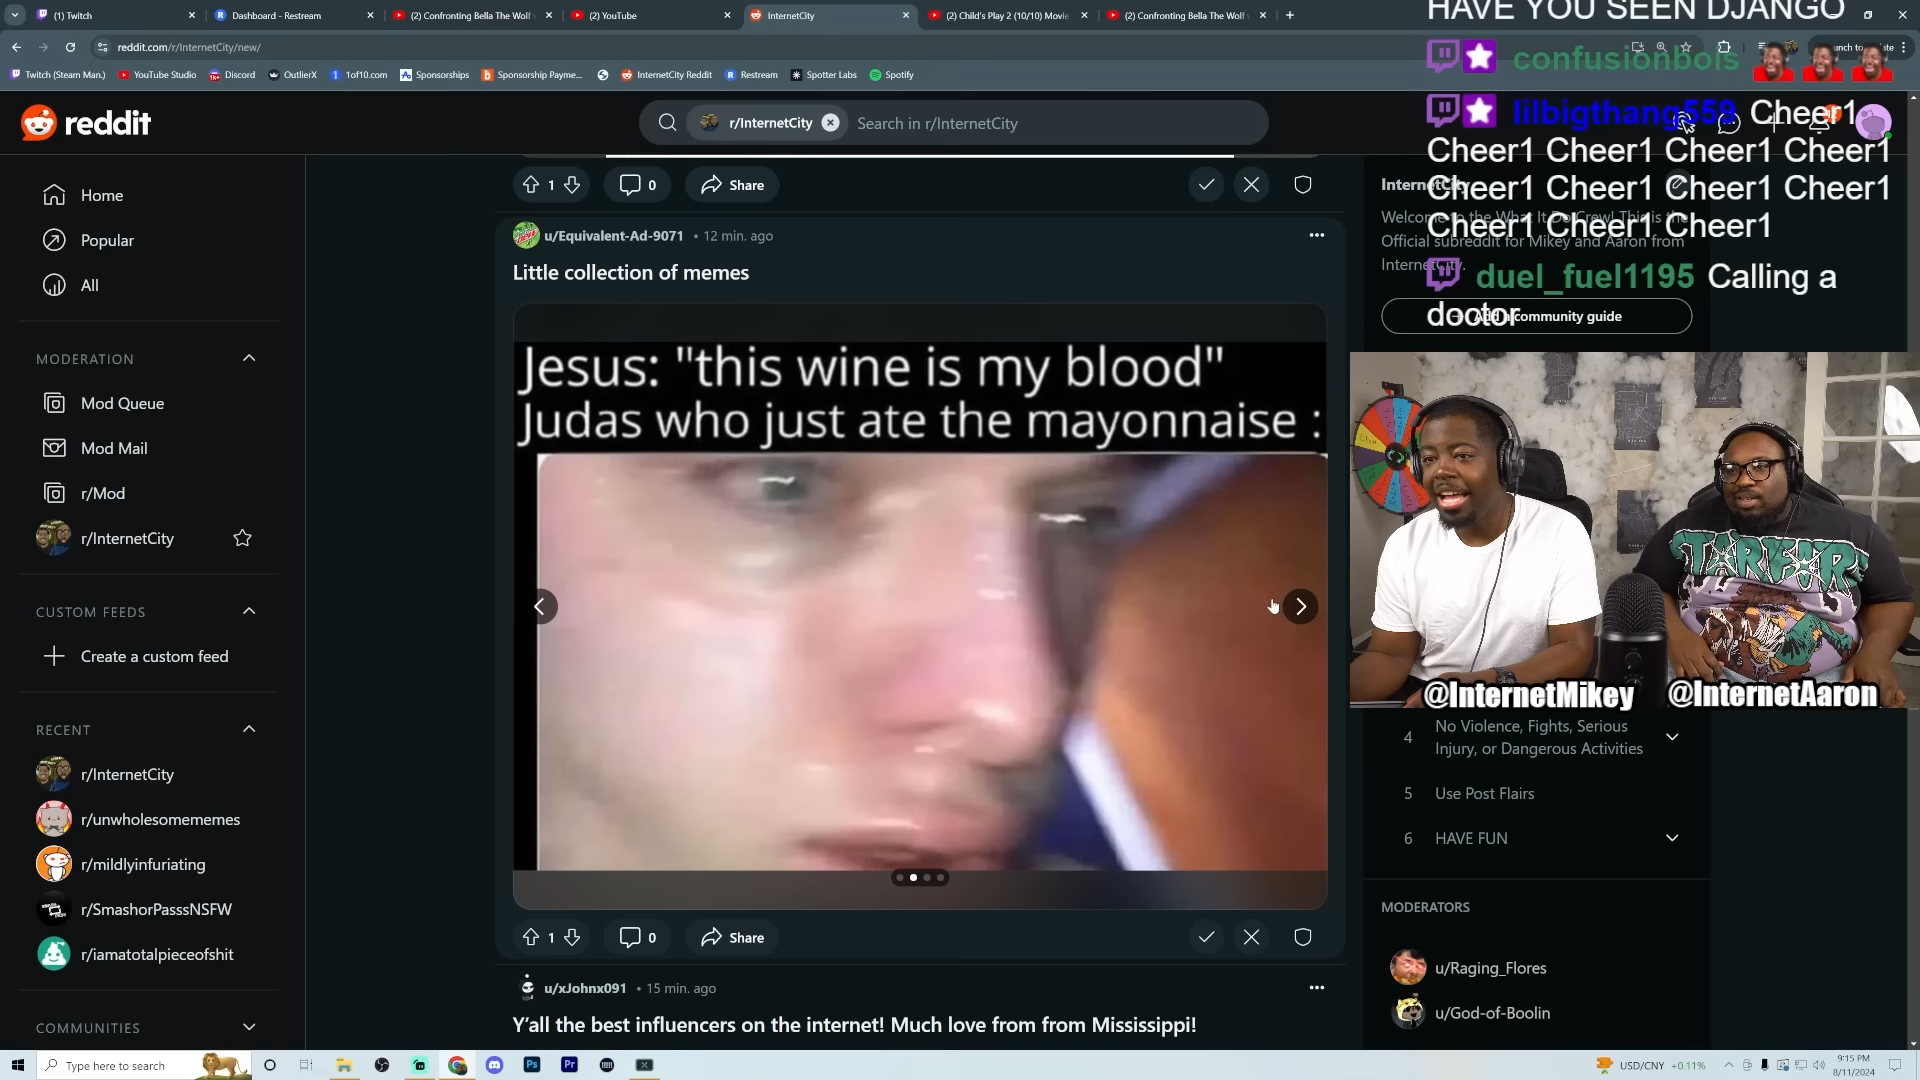 (1) Twitch
Dashboard - Restream
(2) Confronting Bella The Wolf
(2) YouTube
InternetCity
(2) Child's Play 2 (10/10) Movie
(2) Confronting Bella The Wolf
reddit.com/r/InternetCity/new/
Twitch (Steam Man.)
YouTube Studio
Discord
OutlierX
1of10.com
Sponsorships
Sponsorship Payme...
InternetCity Reddit
Restream
Spotter Labs
Spotify
HAVE YOU SEEN DJANGO
confusionbois
lilbigthang559 Cheer1
Cheer1 Cheer1 Cheer1 Cheer1
Cheer1 Cheer1 Cheer1 Cheer1
Cheer1 Cheer1 Cheer1
duel_fuel1195 Calling a
doctor
reddit
r/InternetCity
Search in r/InternetCity
Home
Popular
All
MODERATION
Mod Queue
Mod Mail
r/Mod
r/InternetCity
CUSTOM FEEDS
Create a custom feed
RECENT
r/InternetCity
r/unwholesomememes
r/mildlyinfuriating
r/SmashorPasssNSFW
r/iamatotalpieceofshit
COMMUNITIES
1
0
Share
u/Equivalent-Ad-9071 • 12 min. ago
Little collection of memes
Jesus: "this wine is my blood"
Judas who just ate the mayonnaise :
1
0
Share
u/xJohnx091 • 15 min. ago
Y'all the best influencers on the internet! Much love from from Mississippi!
InternetCity
Welcome to the What It Do Crew! This is the
Official subreddit for Mikey and Aaron from
InternetCity.
Add a community guide
STARFIR
@InternetMikey
@InternetAaron
4
No Violence, Fights, Serious
Injury, or Dangerous Activities
5 Use Post Flairs
6 HAVE FUN
MODERATORS
u/Raging_Flores
u/God-of-Boolin
Type here to search
USD/CNY +0.11%
9:15 PM
8/11/2024